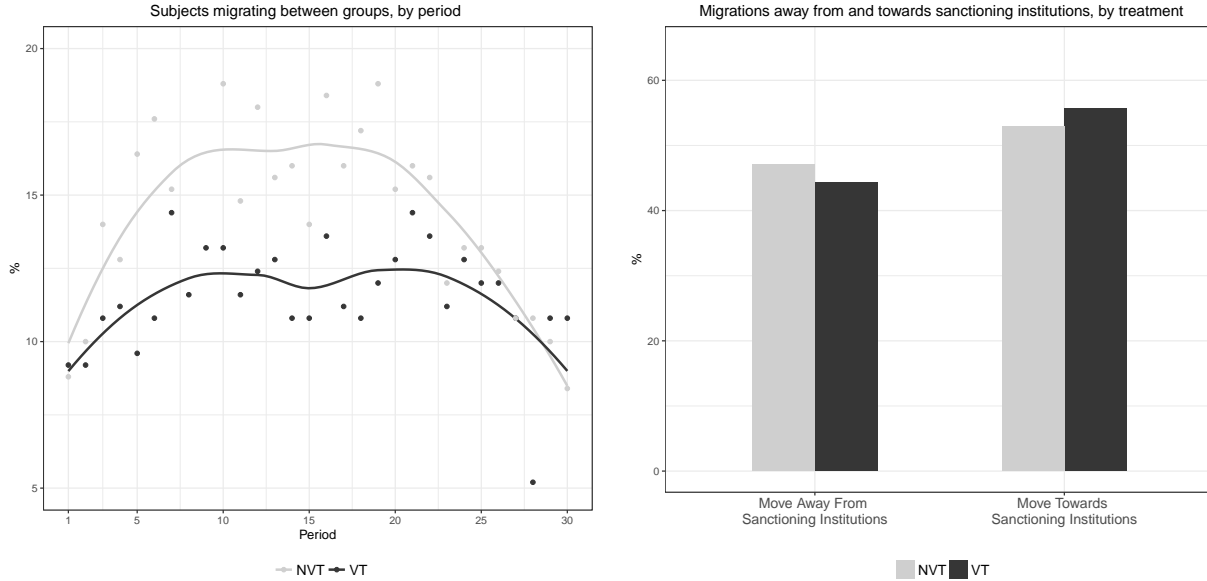 Subjects migrating between groups, by period
20
15
10
5
%
1 5 10 15 20 25 30
Period
NVT VT
Migrations away from and towards sanctioning institutions, by treatment
60
40
20
0
%
Move Away From
Sanctioning Institutions
Move Towards
Sanctioning Institutions
NVT VT